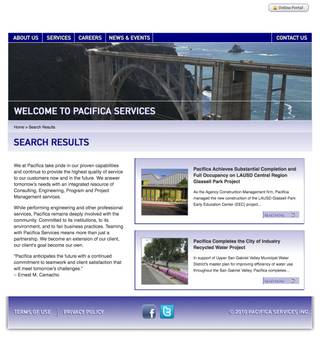 Online Portal
ABOUT US
SERVICES
CAREERS
NEWS & EVENTS
CONTACT US
WELCOME TO PACIFICA SERVICES
Home > Search Results
SEARCH RESULTS
We at Pacifica take pride in our proven capabilities
and continue to provide the highest quality of service
to our customers now and in the future. We answer
tomorrow's needs with an integrated resource of
Consulting, Engineering, Program and Project
Management services.
While performing engineering and other professional
services, Pacifica remains deeply involved with the
community. Committed to its clients, to its
environment, and to fair business practices. Teaming
with Pacifica Services means more than just a
partnership. We become an extension of our client,
our client's goal become our own.
"Pacifica anticipates the future with a continued
commitment to teamwork and client satisfaction that
will meet tomorrow's challenges."
– Ernest M. Camacho
Pacifica Achieve Substantial Completion and
Full Occupancy on LAUSD Central Region
Glassell Park Project
As the Agency Construction Management firm, Pacifica
managed the new construction of the LAUSD Glassell Park
Early Education Center (EEC) project...
READ MORE
Pacifica Completes the City of Industry
Recycled Water Project
In support of Upper San Gabriel Valley Municipal Water
District's master plan for improving efficiency of water use
throughout the San Gabriel Valley, Pacifica completes...
READ MORE
TERMS OF USE
PRIVACY POLICY
© 2010 PACIFICA SERVICES INC.